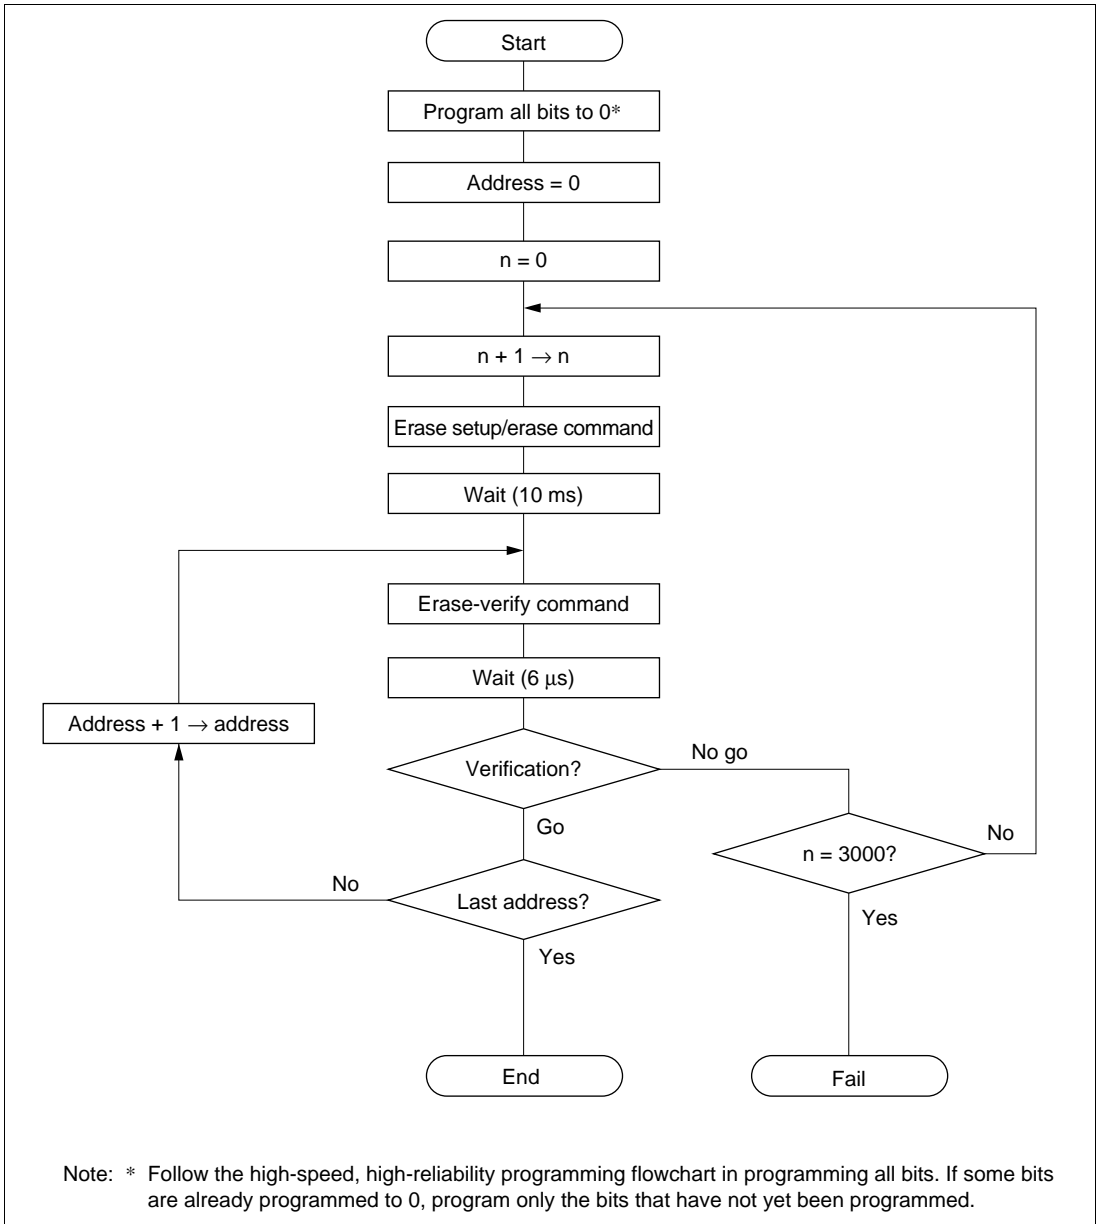 Start
Program all bits to 0*
Address = 0
n = 0
n + 1 → n
Erase setup/erase command
Wait (10 ms)
Erase-verify command
Wait (6 μs)
Address + 1 → address
Verification?
No go
Go
n = 3000?
No
No
Last address?
Yes
Yes
End
Fail
Note: * Follow the high-speed, high-reliability programming flowchart in programming all bits. If some bits
are already programmed to 0, program only the bits that have not yet been programmed.